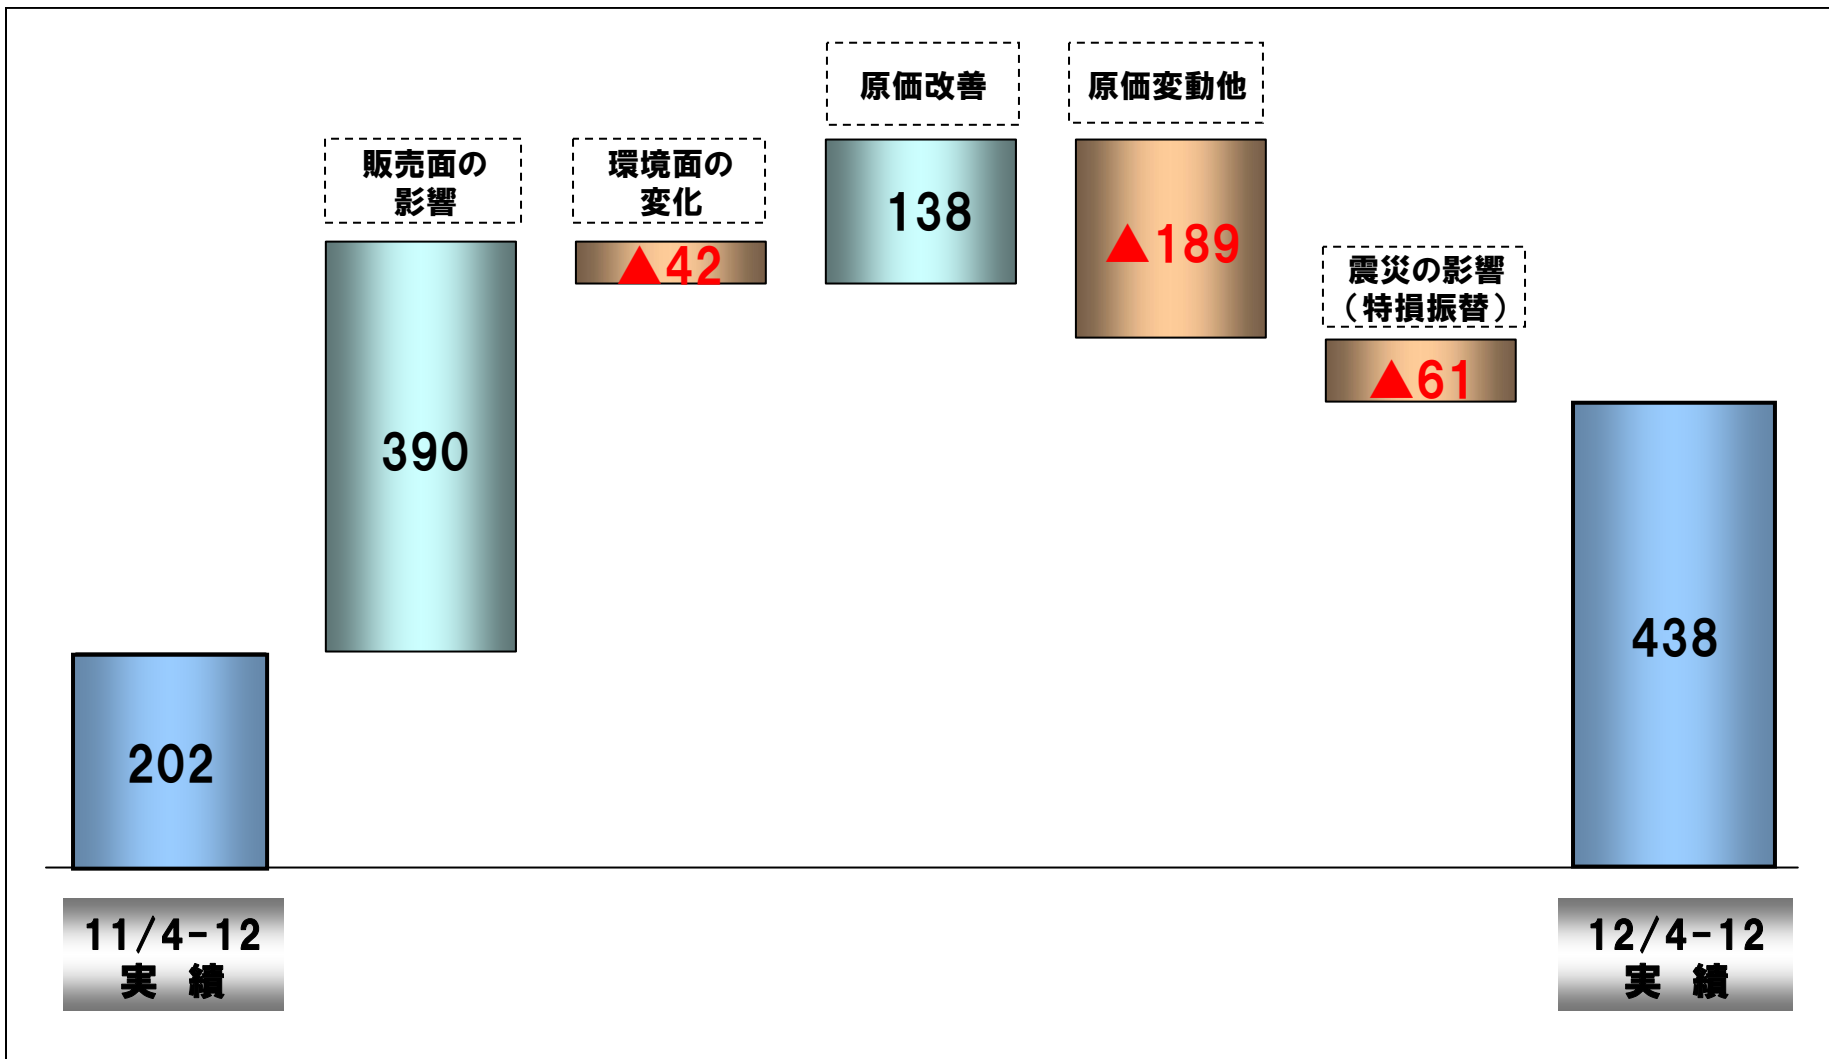 販売面の
影響
環境面の
変化
原価改善
原価変動他
震災の影響
（特損振替）
202
390
▲42
138
▲189
▲61
438
11/4-12
実 績
12/4-12
実 績